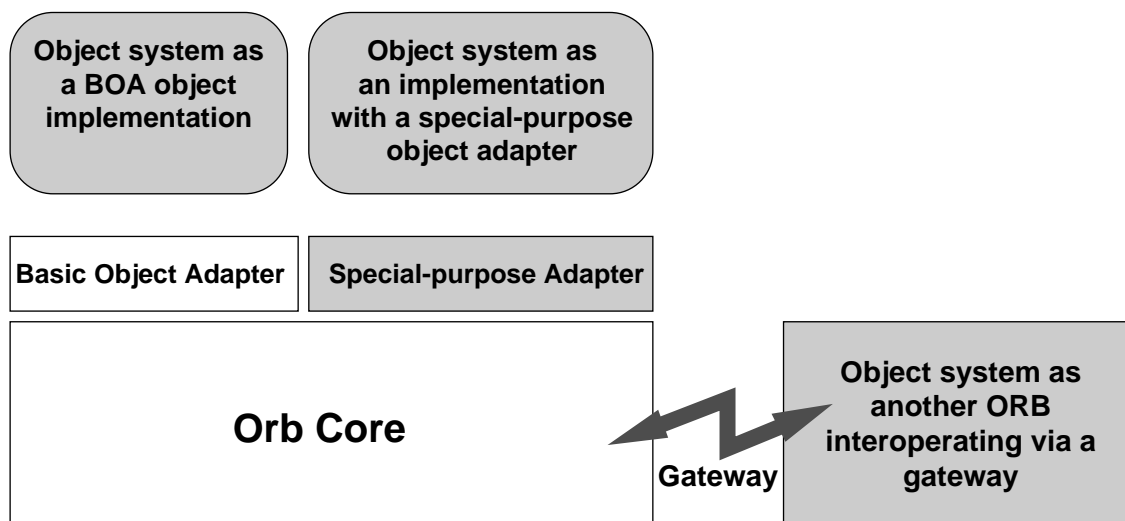 Object system as
a BOA object
implementation
Object system as
an implementation
with a special-purpose
object adapter
Basic Object Adapter
Special-purpose Adapter
Orb Core
Gateway
Object system as
another ORB
interoperating via a
gateway